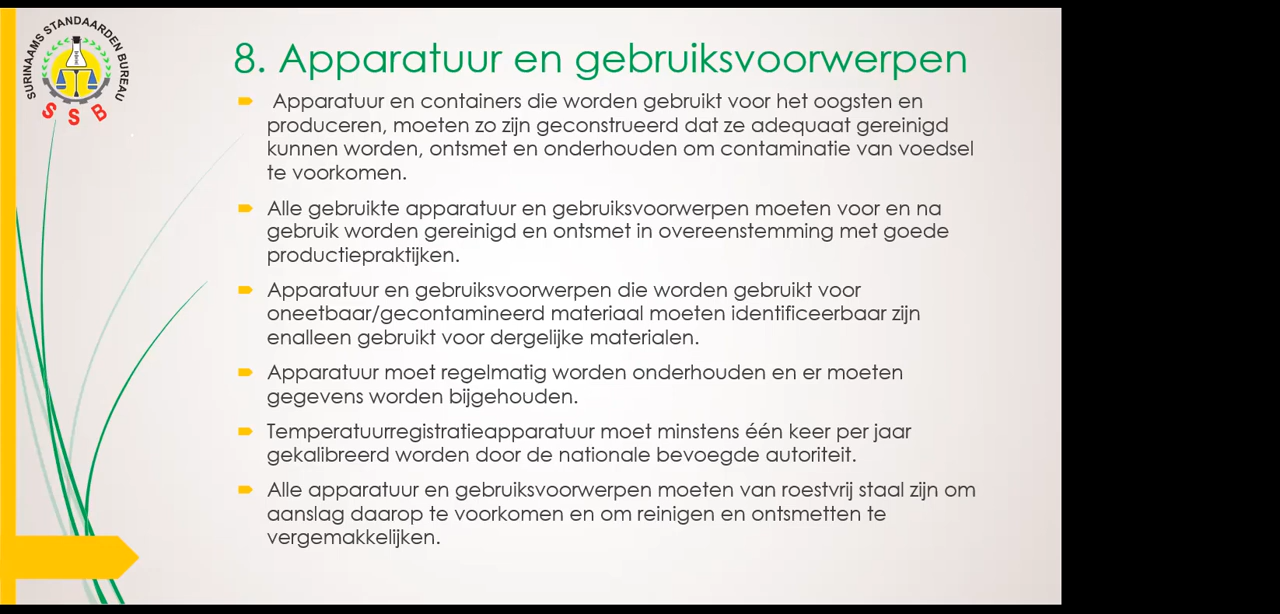 SURINAAMS STANDAARDEN BUREAU
S S B
8. Apparatuur en gebruiksvoorwerpen
Apparatuur en containers die worden gebruikt voor het oogsten en
produceren, moeten zo zijn geconstrueerd dat ze adequaat gereinigd
kunnen worden, ontsmet en onderhouden om contaminatie van voedsel
te voorkomen.
Alle gebruikte apparatuur en gebruiksvoorwerpen moeten voor en na
gebruik worden gereinigd en ontsmet in overeenstemming met goede
productiepraktijken.
Apparatuur en gebruiksvoorwerpen die worden gebruikt voor
oneetbaar/gecontamineerd materiaal moeten identificeerbaar zijn
enalleen gebruikt voor dergelijke materialen.
Apparatuur moet regelmatig worden onderhouden en er moeten
gegevens worden bijgehouden.
Temperatuurregistratieapparatuur moet minstens één keer per jaar
gekalibreerd worden door de nationale bevoegde autoriteit.
Alle apparatuur en gebruiksvoorwerpen moeten van roestvrij staal zijn om
aanslag daarop te voorkomen en om reinigen en ontsmetten te
vergemakkelijken.